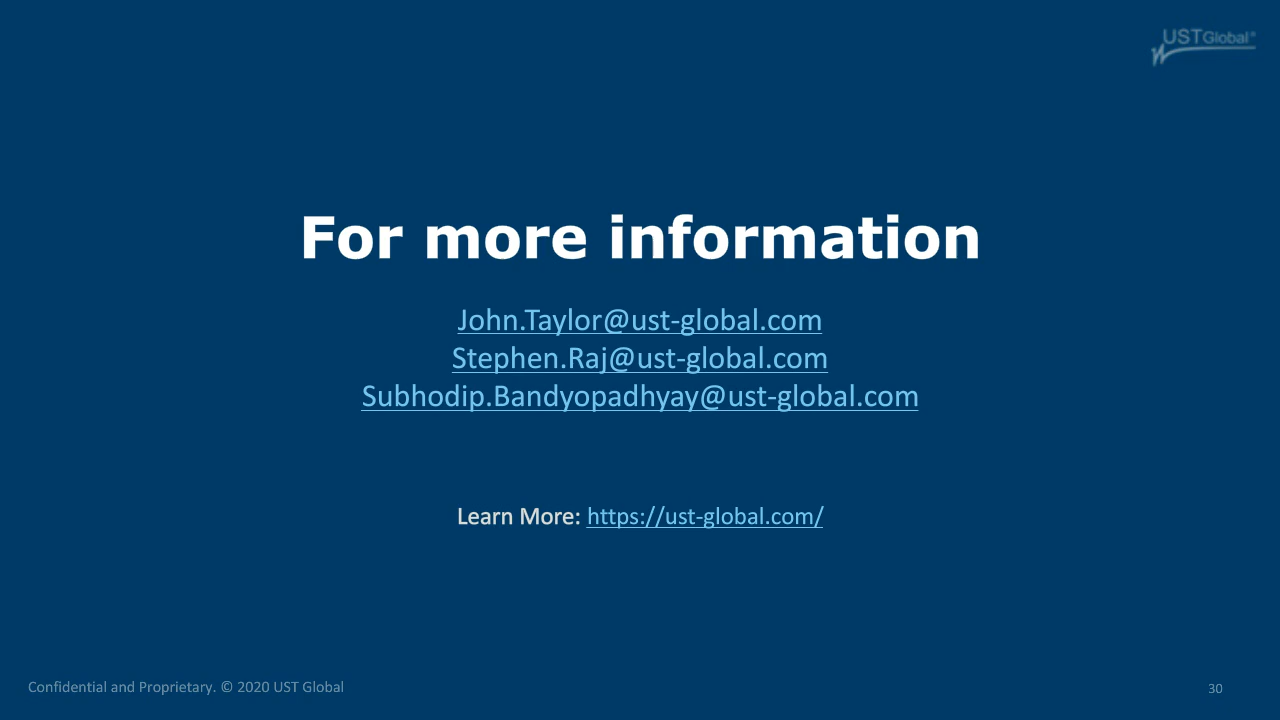 USTGlobal®
For more information
John.Taylor@ust-global.com
Stephen.Raj@ust-global.com
Subhodip.Bandyopadhyay@ust-global.com
Learn More: https://ust-global.com/
Confidential and Proprietary. © 2020 UST Global
30